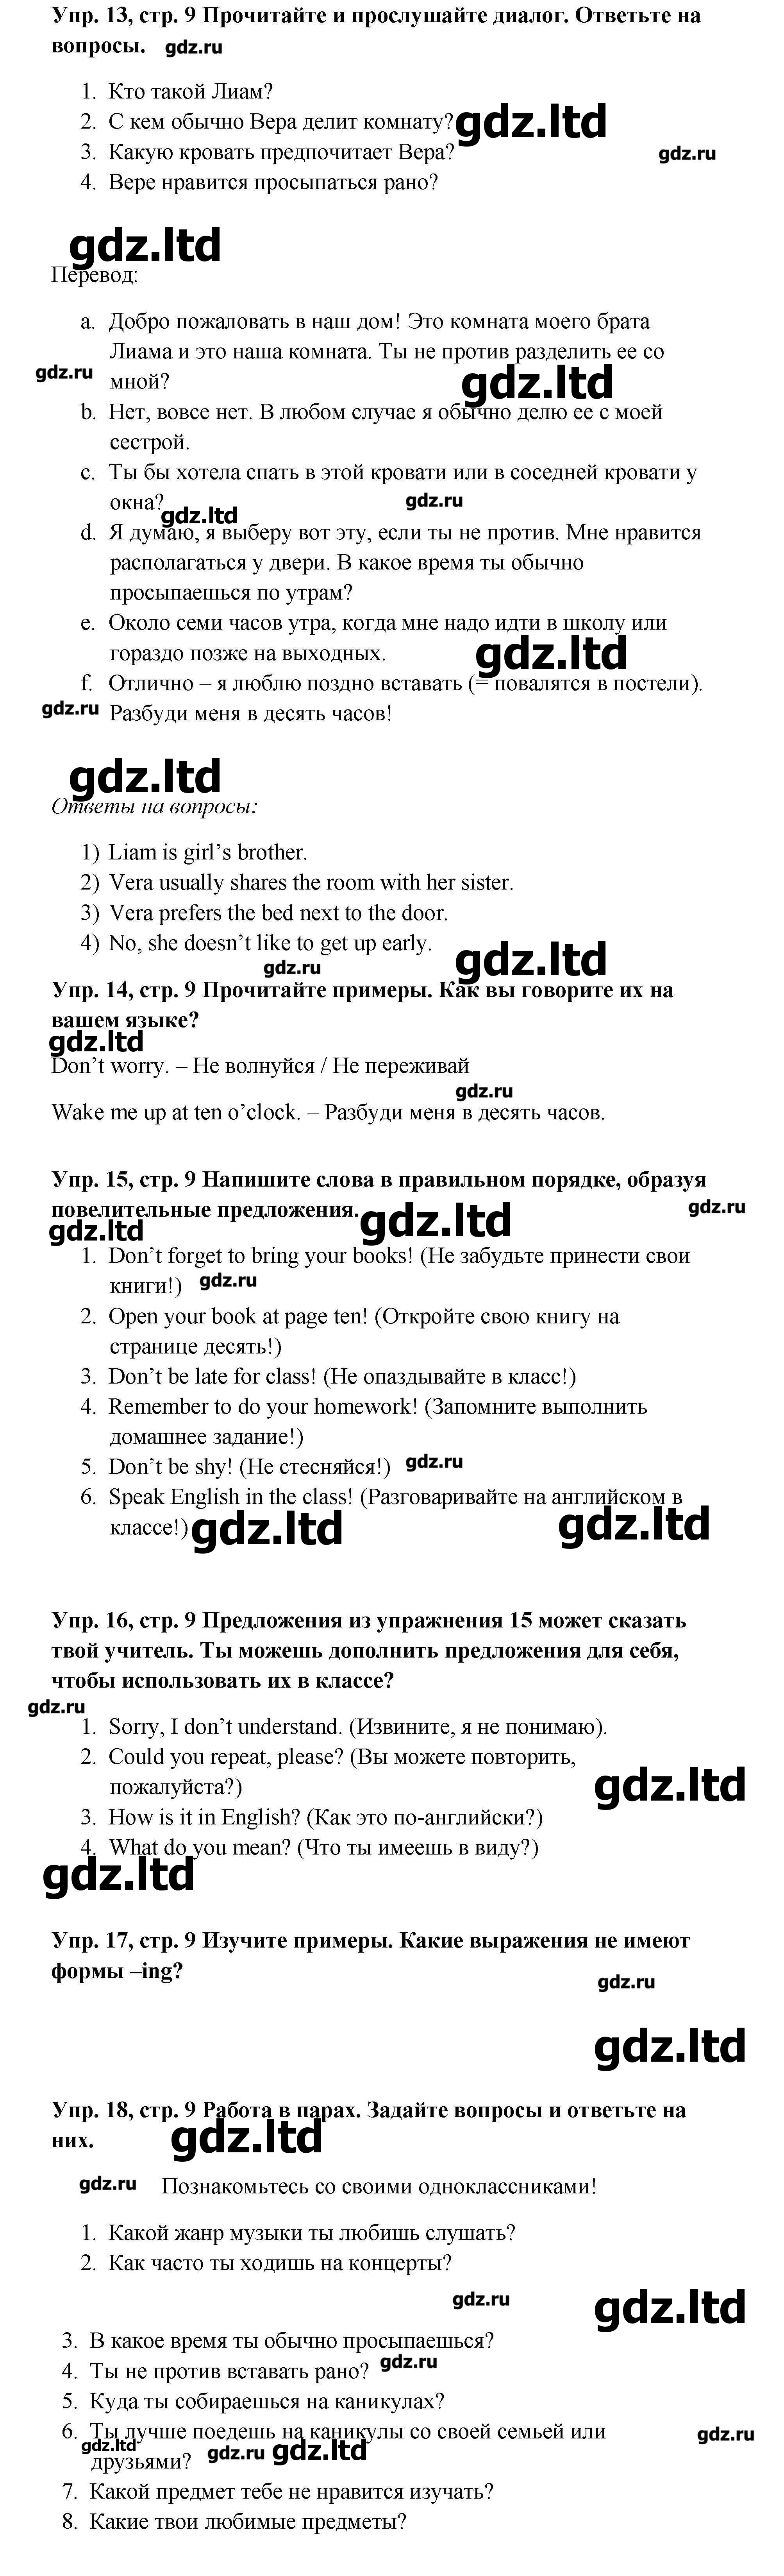 Упр. 13, стр. 9 Прочитайте и прослушайте диалог. Ответьте на
вопросы. gdz.ru
1. Кто такой Лиам?
2. С кем обычно Вера делит комнату? gdz.ltd
3. Какую кровать предпочитает Вера? gdz.ru
4. Вере нравится просыпаться рано?
gdz.ltd
Перевод:
a. Добро пожаловать в наш дом! Это комната моего брата
Лиама и это наша комната. Ты не против разделить ее со
gdz.ru
мной? gdz.ltd
b. Нет, вовсе нет. В любом случае я обычно делю ее с моей
сестрой.
c. Ты бы хотела спать в этой кровати или в соседней кровати у
окна? gdz.ltd gdz.ru
d. Я думаю, я выберу вот эту, если ты не против. Мне нравится
располагаться у двери. В какое время ты обычно
просыпаешься по утрам?
e. Около семи часов утра, когда мне надо идти в школу или
гораздо позже на выходных. gdz.ltd
f. Отлично – я люблю поздно вставать (= повалятся в постели).
gdz.ru Разбуди меня в десять часов!
gdz.ltd
Ответы на вопросы:
1) Liam is girl’s brother.
2) Vera usually shares the room with her sister.
3) Vera prefers the bed next to the door.
4) No, she doesn’t like to get up early. gdz.ltd
gdz.ru
Упр. 14, стр. 9 Прочитайте примеры. Как вы говорите их на
вашем языке?
gdz.ltd
Don’t worry. – Не волнуйся / Не переживай
gdz.ru
Wake me up at ten o’clock. – Разбуди меня в десять часов.
Упр. 15, стр. 9 Напишите слова в правильном порядке, образуя
повелительные предложения. gdz.ltd gdz.ru
gdz.ltd
1. Don’t forget to bring your books! (Не забудьте принести свои
книги!) gdz.ru
2. Open your book at page ten! (Откройте свою книгу на
странице десять!)
3. Don’t be late for class! (Не опаздывайте в класс!)
4. Remember to do your homework! (Запомните выполнить
домашнее задание!)
5. Don’t be shy! (Не стесняйся!) gdz.ru
6. Speak English in the class! (Разговаривайте на английском в
классе!) gdz.ltd gdz.ltd
Упр. 16, стр. 9 Предложения из упражнения 15 может сказать
твой учитель. Ты можешь дополнить предложения для себя,
чтобы использовать их в классе?
gdz.ru
1. Sorry, I don’t understand. (Извините, я не понимаю).
2. Could you repeat, please? (Вы можете повторить,
пожалуйста?) gdz.ltd
3. How is it in English? (Как это по-английски?)
4. What do you mean? (Что ты имеешь в виду?)
gdz.ltd
Упр. 17, стр. 9 Изучите примеры. Какие выражения не имеют
формы –ing?
gdz.ru
gdz.ltd
Упр. 18, стр. 9 Работа в парах. Задайте вопросы и ответьте на
них. gdz.ltd
gdz.ru Познакомьтесь со своими одноклассниками!
1. Какой жанр музыки ты любишь слушать?
2. Как часто ты ходишь на концерты?
gdz.ru gdz.ltd
3. В какое время ты обычно просыпаешься?
4. Ты не против вставать рано? gdz.ru
5. Куда ты собираешься на каникулах?
6. Ты лучше поедешь на каникулы со своей семьей или
gdz.ru
gdz.ltd
друзьями? gdz.ru gdz.ltd
7. Какой предмет тебе не нравится изучать?
8. Какие твои любимые предметы?